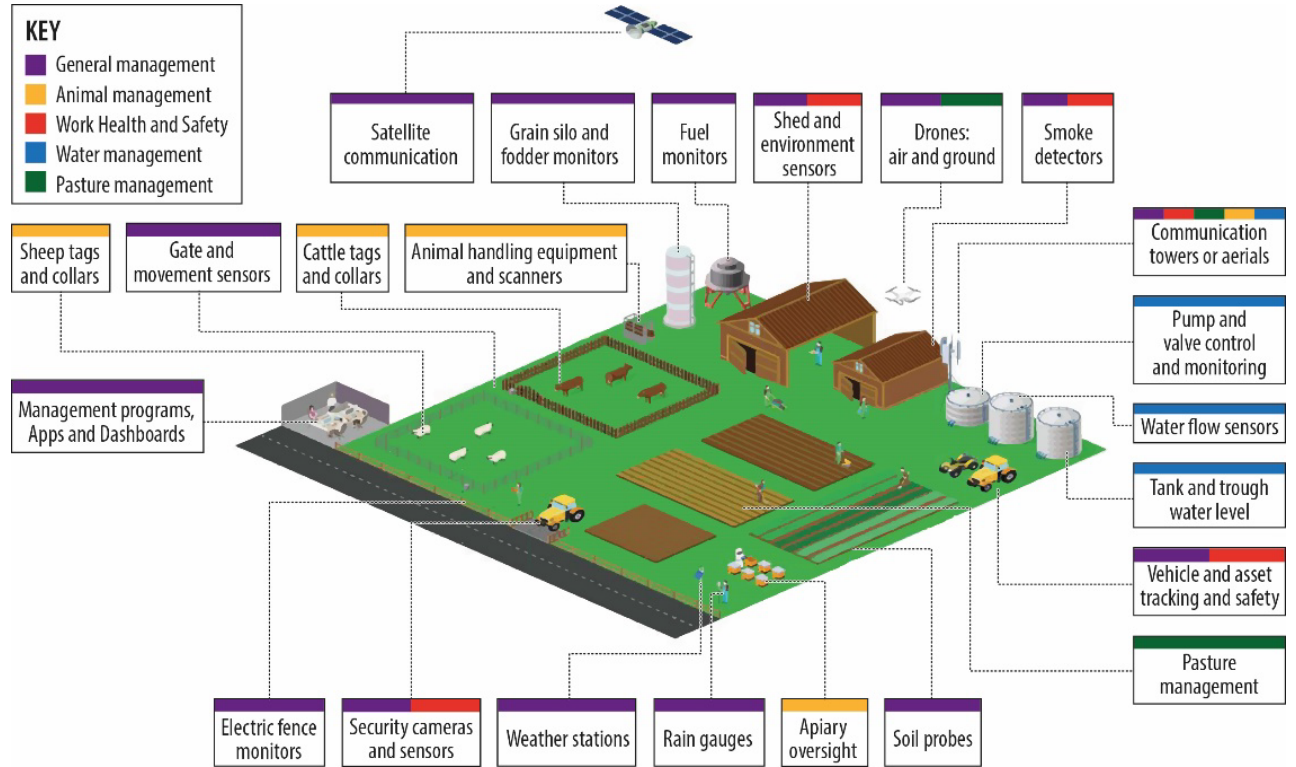 KEY
General management
Animal management
Work Health and Safety
Water management
Pasture management
Satellite
communication
Grain silo and
fodder monitors
Fuel
monitors
Shed and
environment
sensors
Drones:
air and ground
Smoke
detectors
Sheep tags
and collars
Gate and
movement sensors
Cattle tags
and collars
Animal handling equipment
and scanners
Communication
towers or aerials
Pump and
valve control
and monitoring
Management programs,
Apps and Dashboards
Water flow sensors
Tank and trough
water level
Vehicle and asset
tracking and safety
Pasture
management
Electric fence
monitors
Security cameras
and sensors
Weather stations
Rain gauges
Apiary
oversight
Soil probes